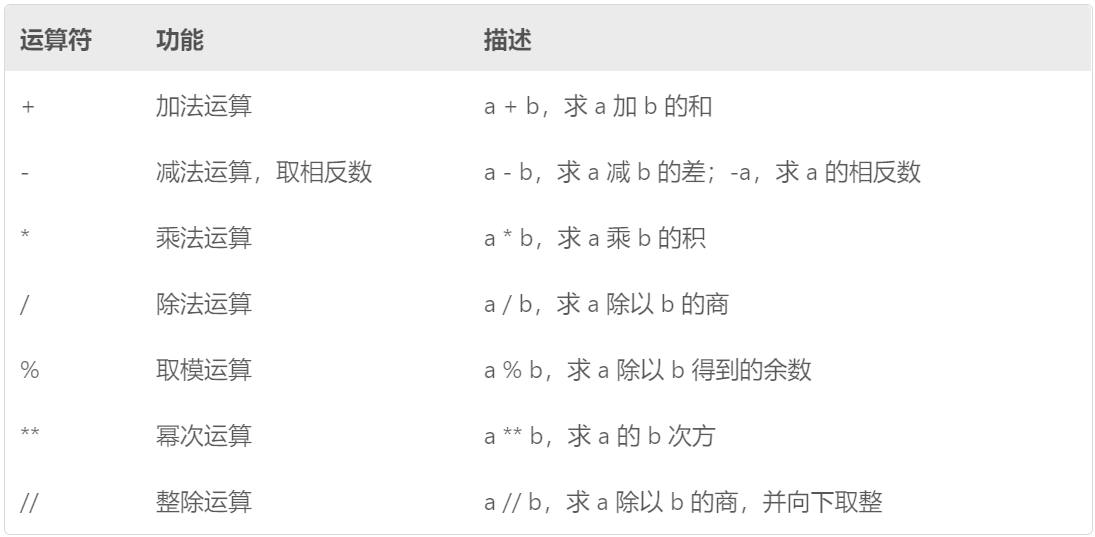 运算符 功能 描述
+ 加法运算 a + b，求 a 加 b 的和
- 减法运算，取相反数 a - b，求 a 减 b 的差；-a，求 a 的相反数
* 乘法运算 a * b，求 a 乘 b 的积
/ 除法运算 a / b，求 a 除以 b 的商
% 取模运算 a % b，求 a 除以 b 得到的余数
** 幂次运算 a ** b，求 a 的 b 次方
// 整除运算 a // b，求 a 除以 b 的商，并向下取整